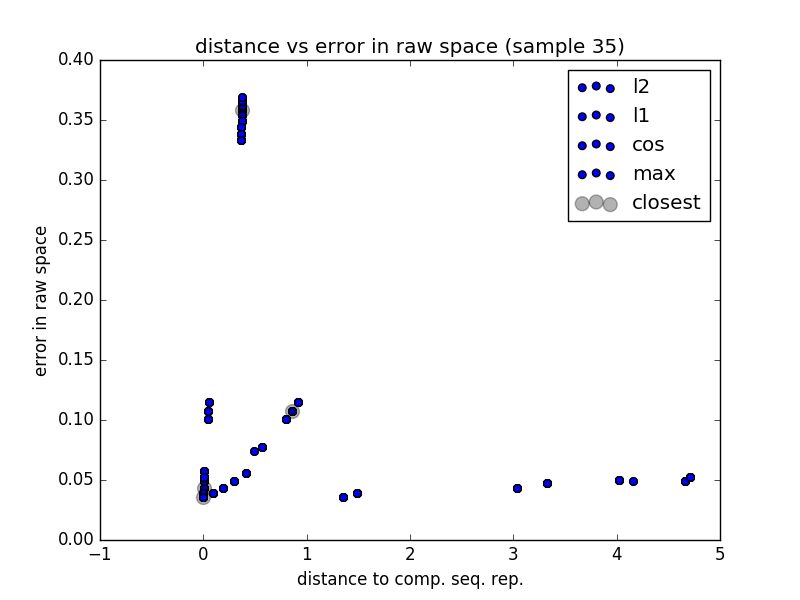 distance vs error in raw space (sample 35)
0.40
0.35
0.30
0.25
0.20
0.15
0.10
0.05
0.00
error in raw space
l2
l1
cos
max
closest
−1
0
1
2
3
4
5
distance to comp. seq. rep.